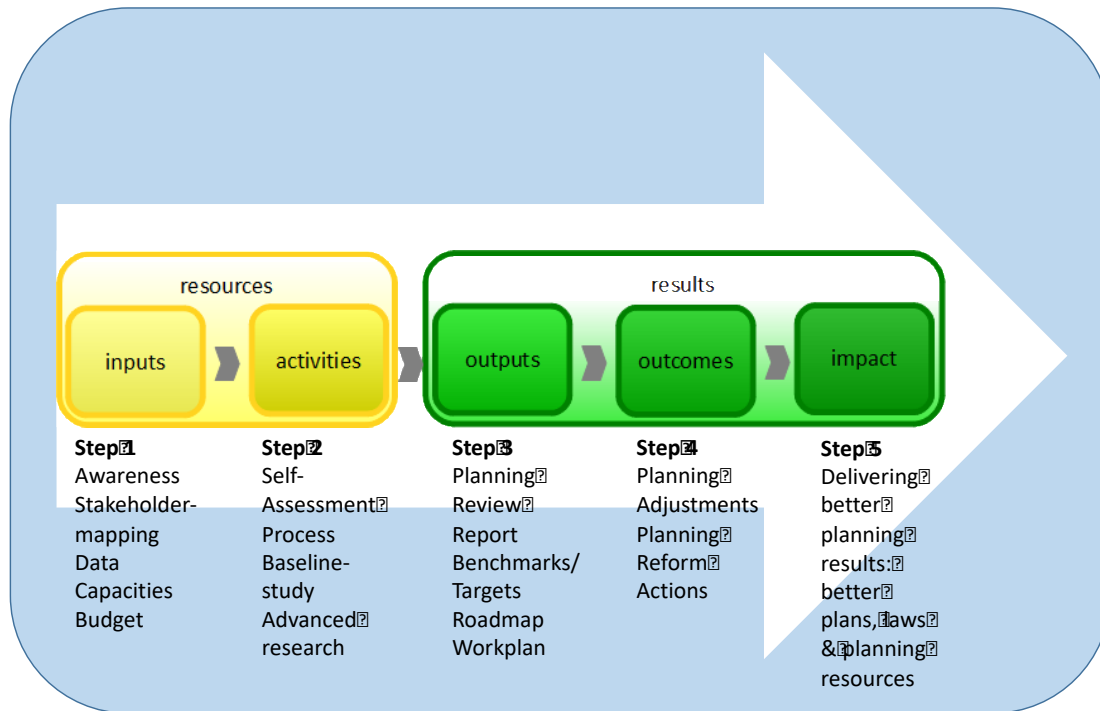 resources
results
inputs
activities
outputs
outcomes
impact
Step 1
Awareness
Stakeholder-
mapping
Data
Capacities
Budget
Step 2
Self-
Assessment
Process
Baseline-
study
Advanced
research
Step 3
Planning
Review
Report
Benchmarks/
Targets
Roadmap
Workplan
Step 4
Planning
Adjustments
Planning
Reform
Actions
Step 5
Delivering
better
planning
results:
better
plans, laws
& planning
resources